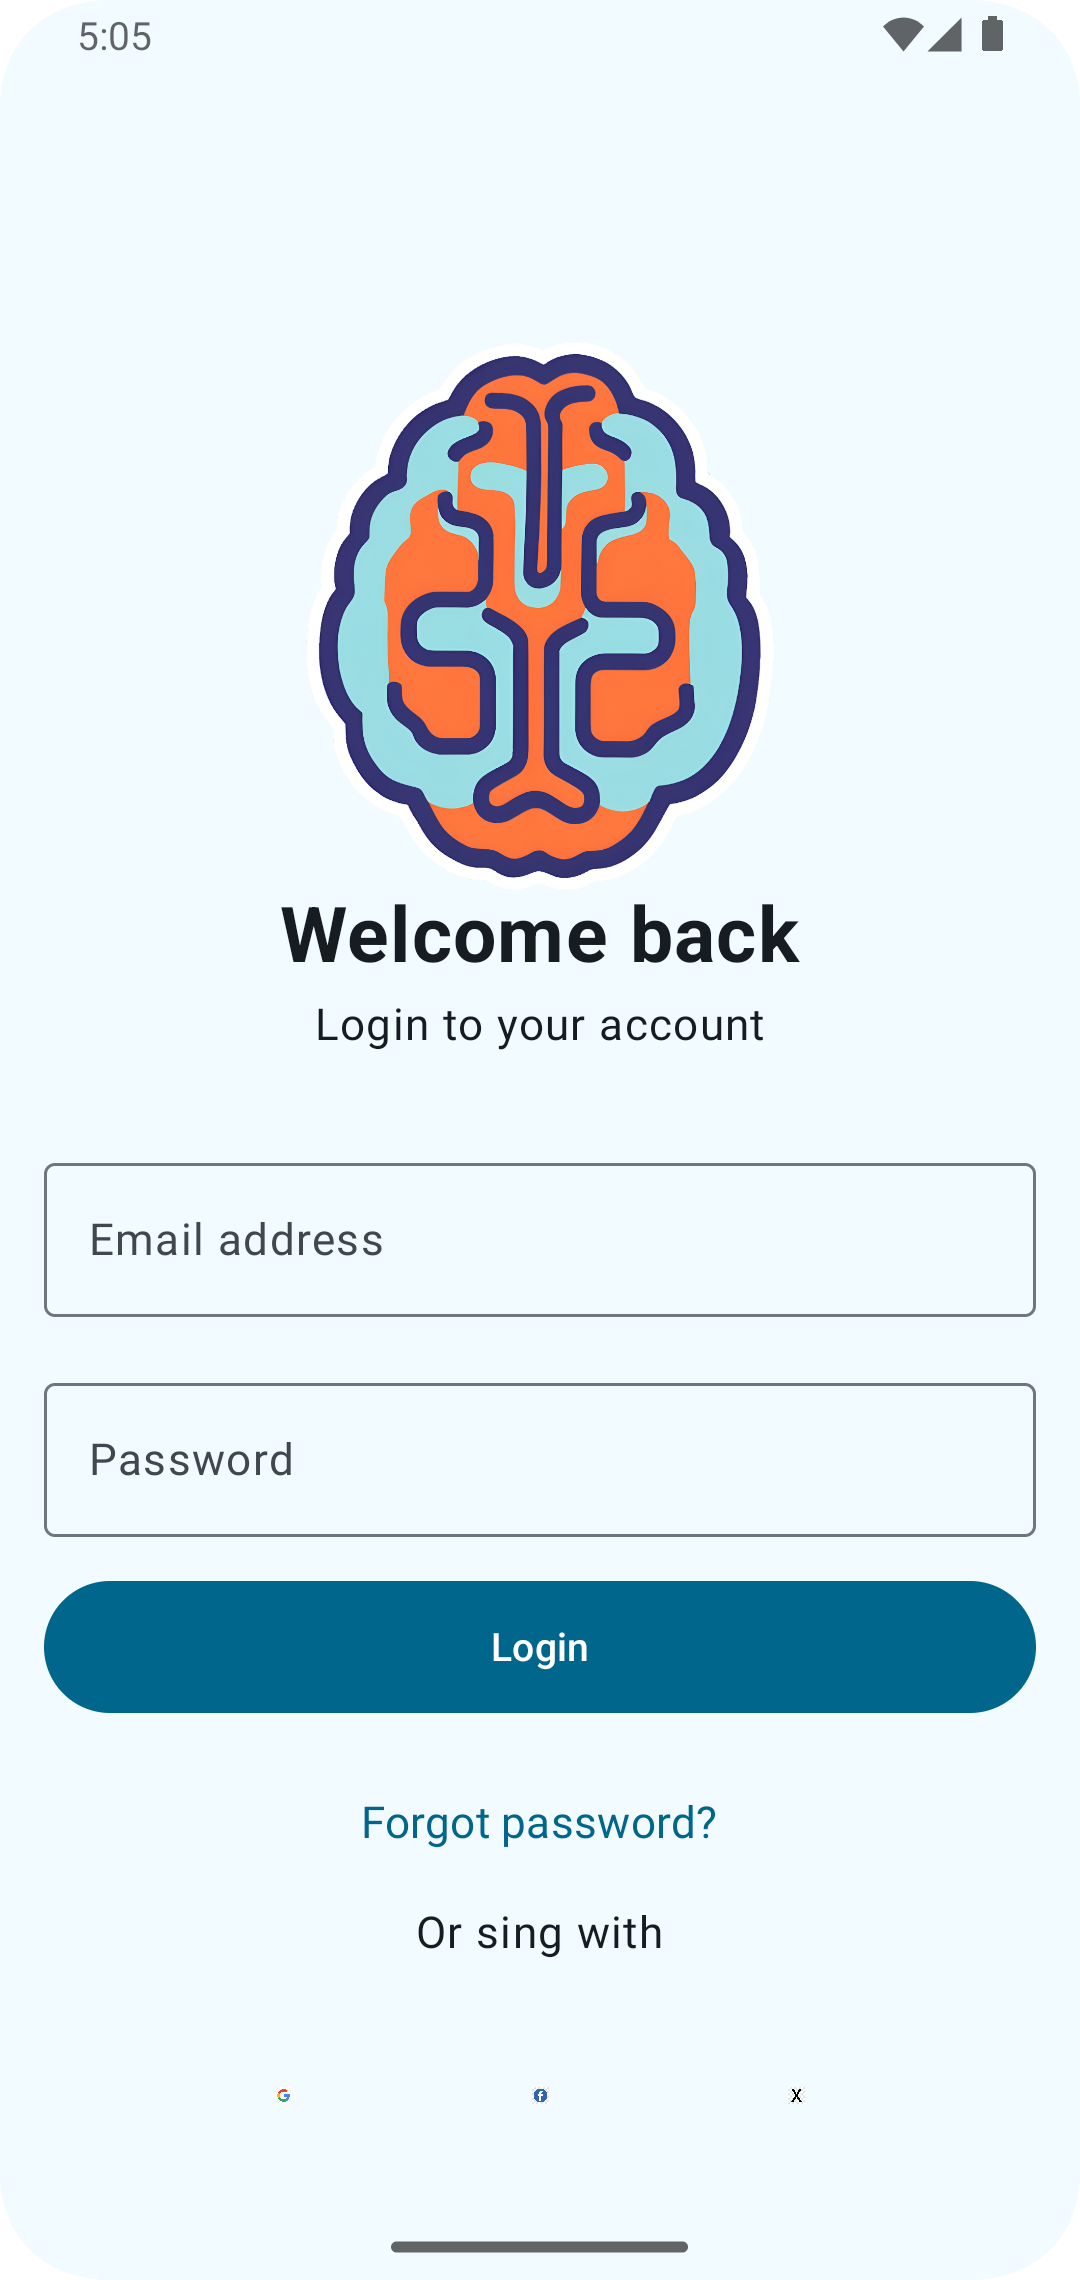 5:05
Welcome back
Login to your account
Email address
Password
Login
Forgot password?
Or sing with
G f X